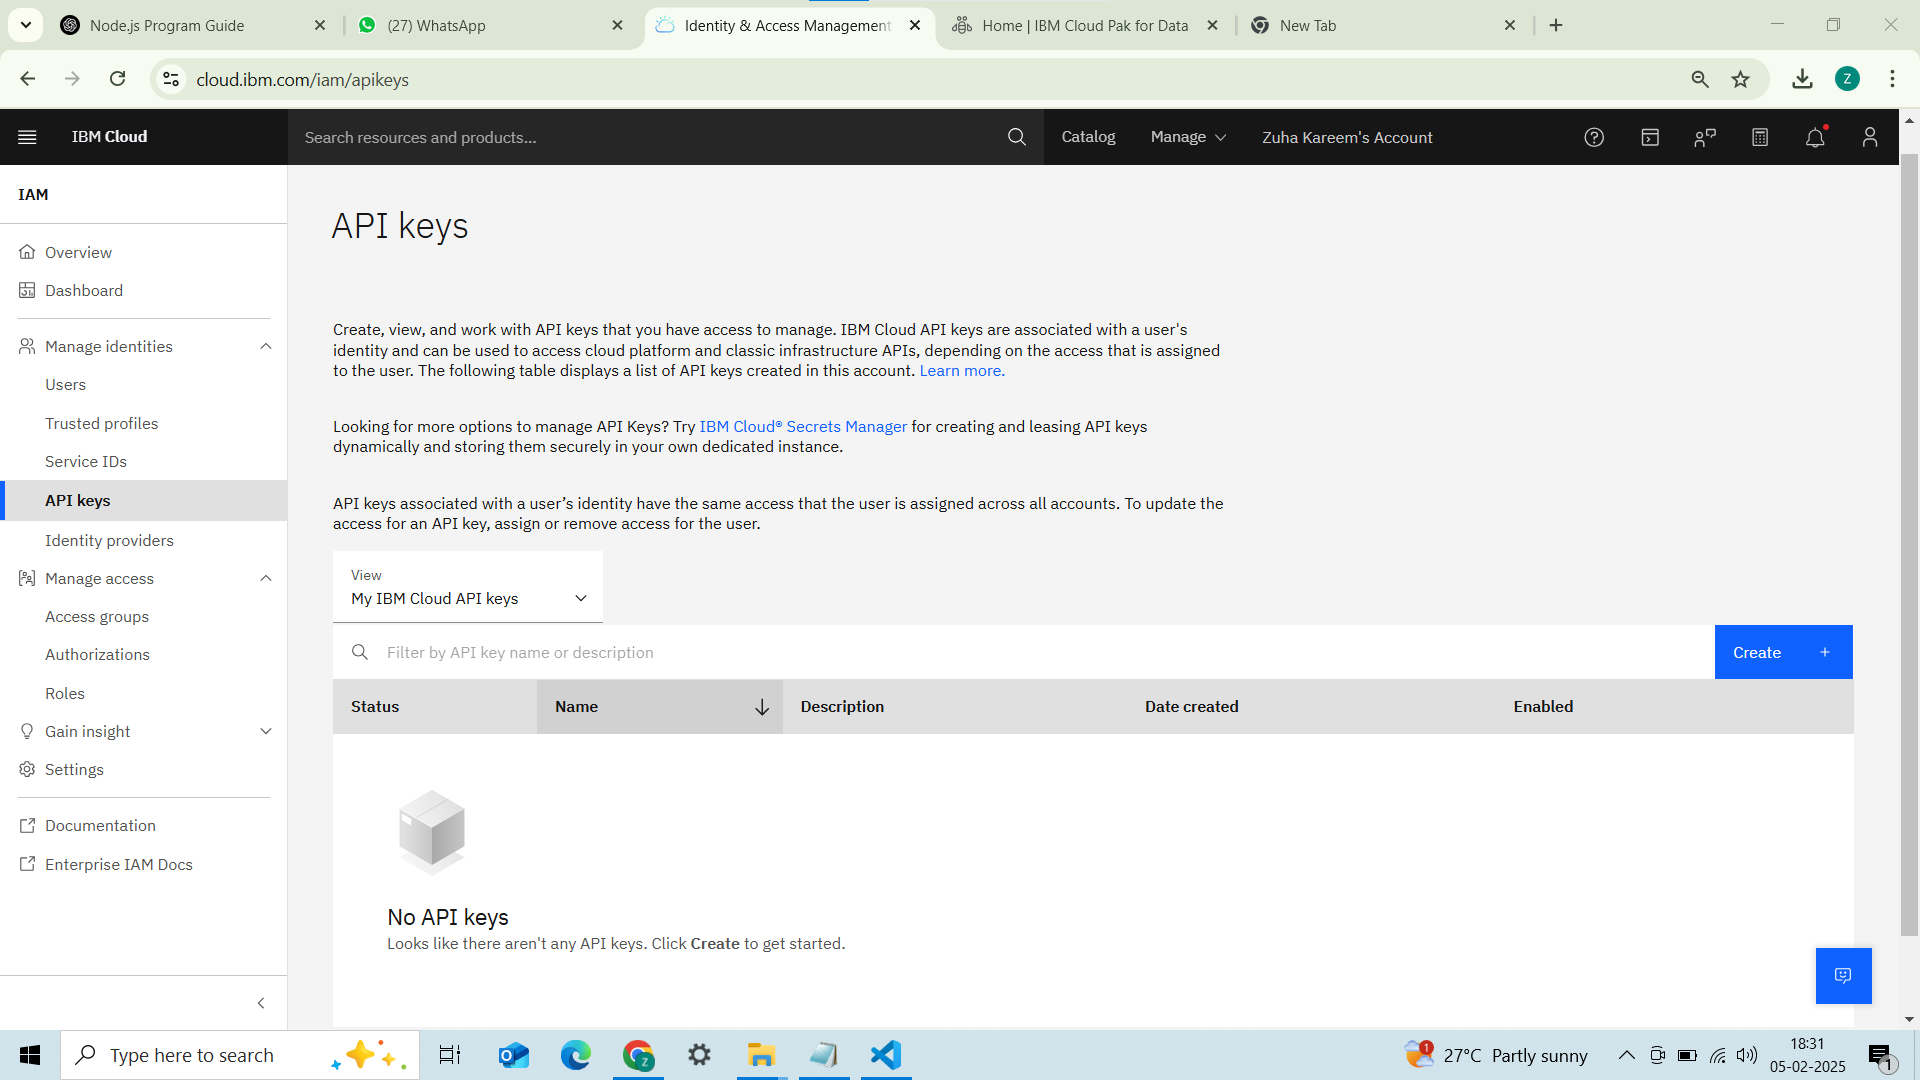 Node.js Program Guide
(27) WhatsApp
Identity & Access Management
Home | IBM Cloud Pak for Data
New Tab
cloud.ibm.com/iam/apikeys
Z
IBM Cloud
Search resources and products...
Catalog
Manage
Zuha Kareem's Account
IAM
Overview
Dashboard
Manage identities
Users
Trusted profiles
Service IDs
API keys
Identity providers
Manage access
Access groups
Authorizations
Roles
Gain insight
Settings
Documentation
Enterprise IAM Docs
API keys
Create, view, and work with API keys that you have access to manage. IBM Cloud API keys are associated with a user's
identity and can be used to access cloud platform and classic infrastructure APIs, depending on the access that is assigned
to the user. The following table displays a list of API keys created in this account. Learn more.
Looking for more options to manage API Keys? Try IBM Cloud® Secrets Manager for creating and leasing API keys
dynamically and storing them securely in your own dedicated instance.
API keys associated with a user’s identity have the same access that the user is assigned across all accounts. To update the
access for an API key, assign or remove access for the user.
View
My IBM Cloud API keys
Filter by API key name or description
Create +
Status
Name
Description
Date created
Enabled
No API keys
Looks like there aren't any API keys. Click Create to get started.
Type here to search
Z
1
27°C Partly sunny
18:31
05-02-2025
1